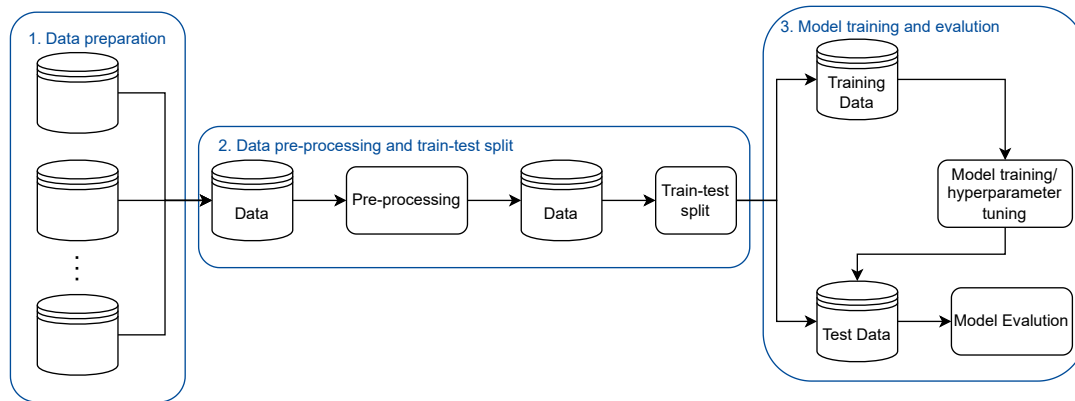 1. Data preparation
2. Data pre-processing and train-test split
Data
Pre-processing
Data
Train-test
split
3. Model training and evalution
Training
Data
Model training/
hyperparameter
tuning
Test Data
Model Evalution